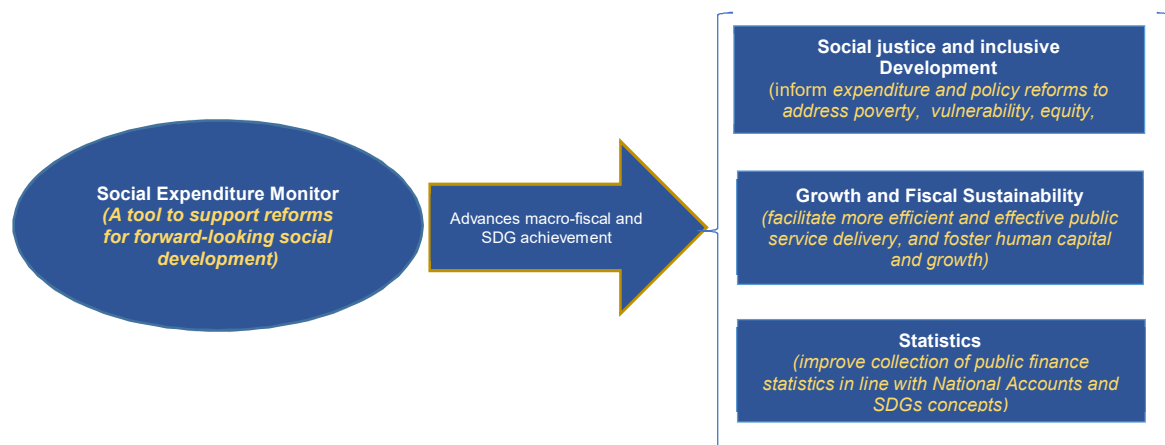 Social Expenditure Monitor
(A tool to support reforms
for forward-looking social
development)
Advances macro-fiscal and
SDG achievement
Social justice and inclusive
Development
(inform expenditure and policy reforms to
address poverty, vulnerability, equity,
Growth and Fiscal Sustainability
(facilitate more efficient and effective public
service delivery, and foster human capital
and growth)
Statistics
(improve collection of public finance
statistics in line with National Accounts and
SDGs concepts)